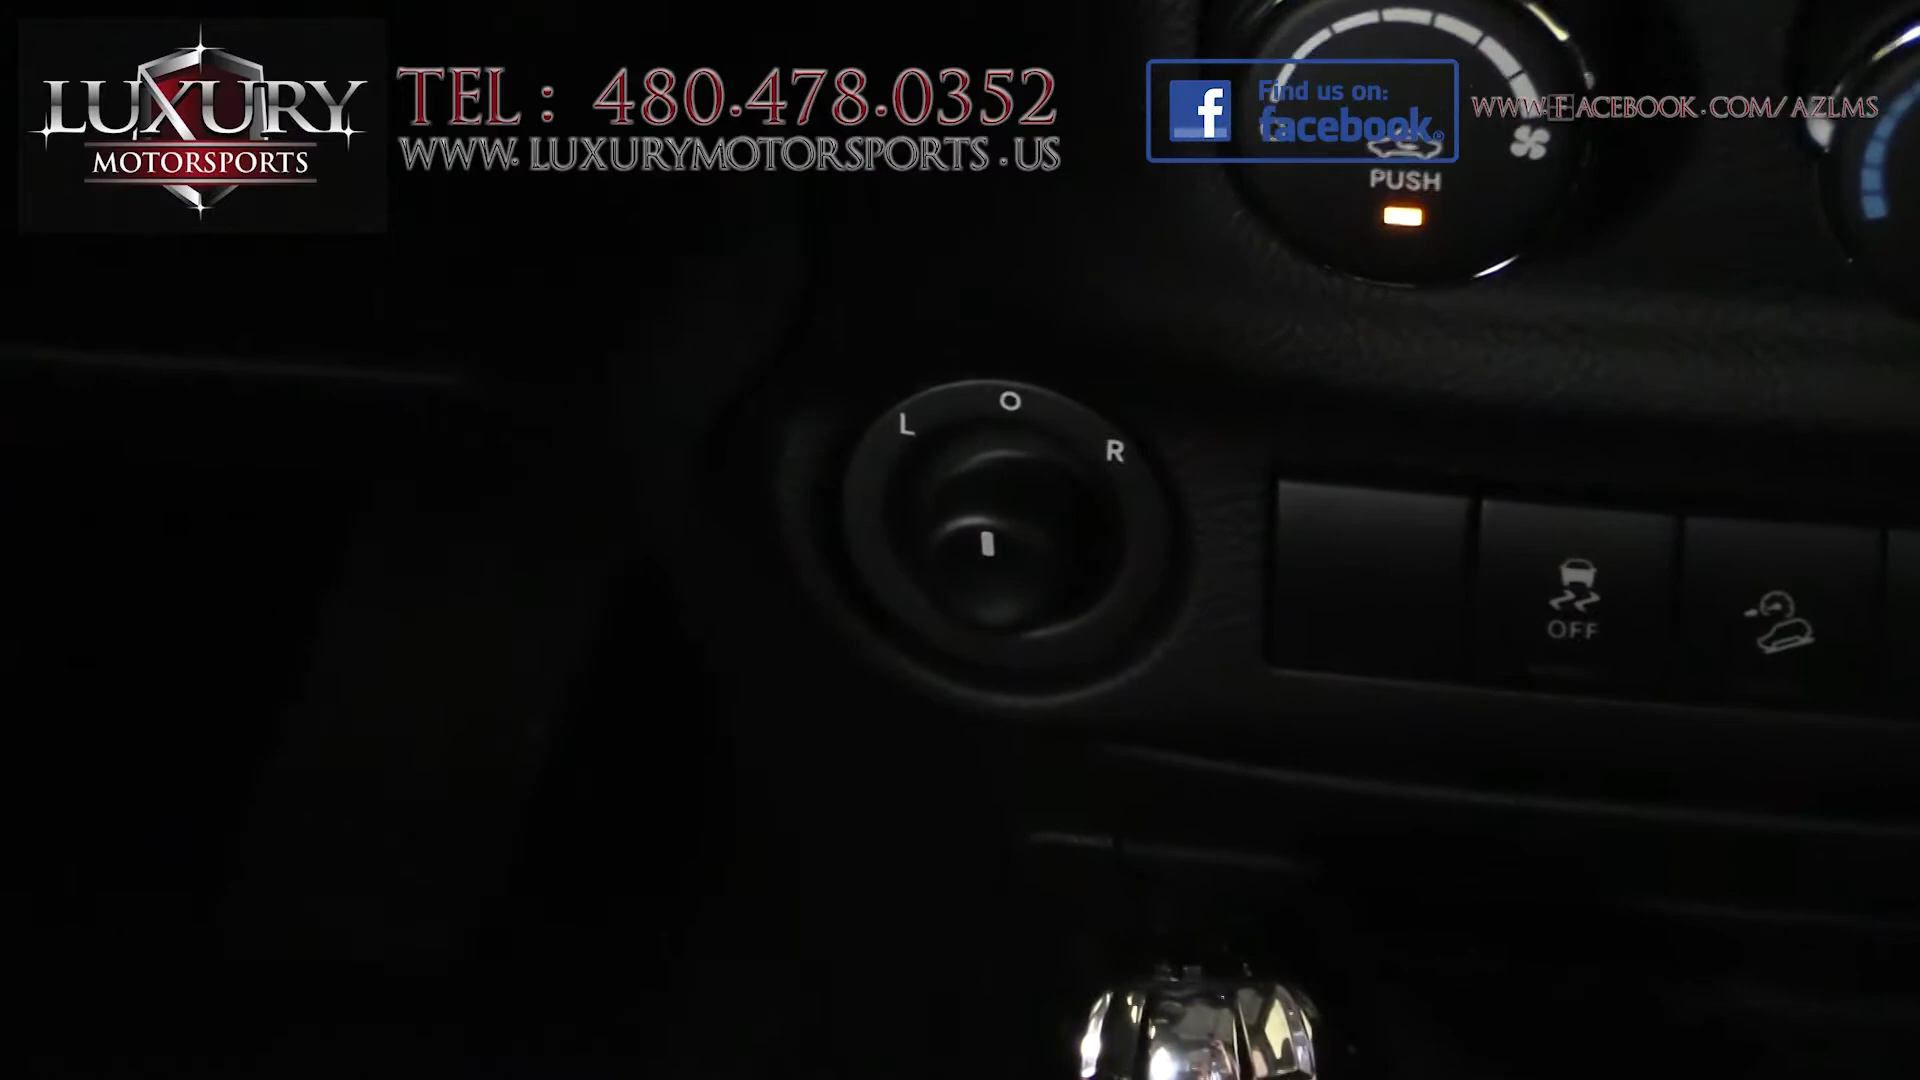 LUXURY
MOTORSPORTS
TEL : 480.478.0352
WWW.LUXURYMOTORSPORTS.US
f
Find us on:
facebook®
WWW.FACEBOOK.COM/AZLMS
PUSH
L
O
R
OFF